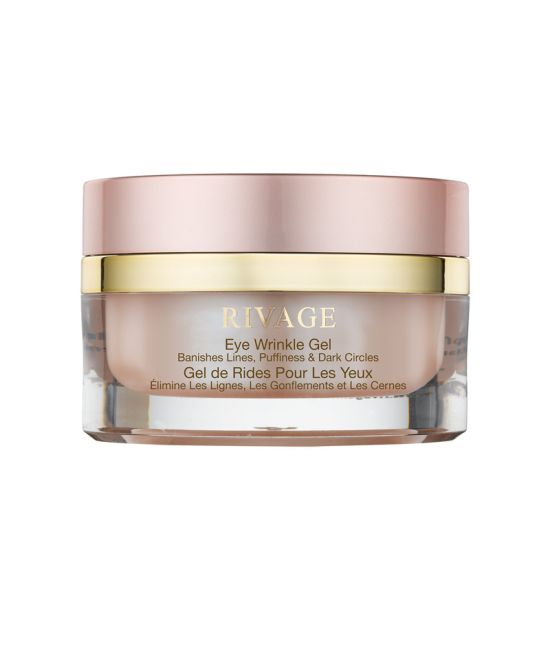 RIVAGE
Eye Wrinkle Gel
Banishes Lines, Puffiness & Dark Circles
Gel de Rides Pour Les Yeux
Élimine Les Lignes, Les Gonflements et Les Cernes